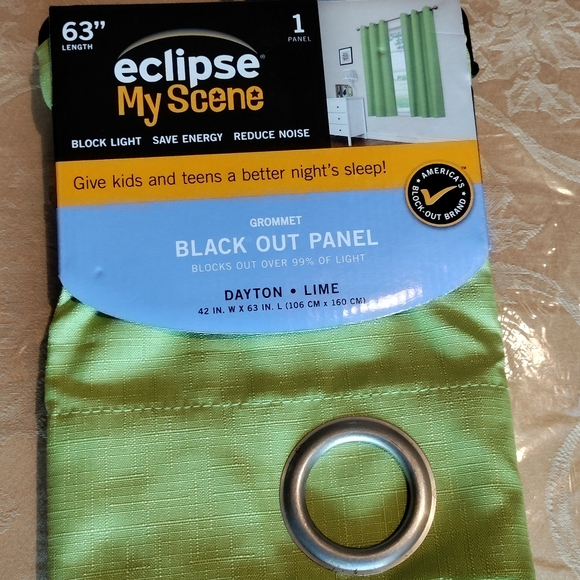 63”
LENGTH
1
PANEL
eclipse®
My Scene
BLOCK LIGHT SAVE ENERGY REDUCE NOISE
Give kids and teens a better night's sleep!
AMERICA'S
BLOCK-OUT BRAND
™
GROMMET
BLACK OUT PANEL
BLOCKS OUT OVER 99% OF LIGHT
DAYTON • LIME
42 IN. W X 63 IN. L (106 CM X 160 CM)